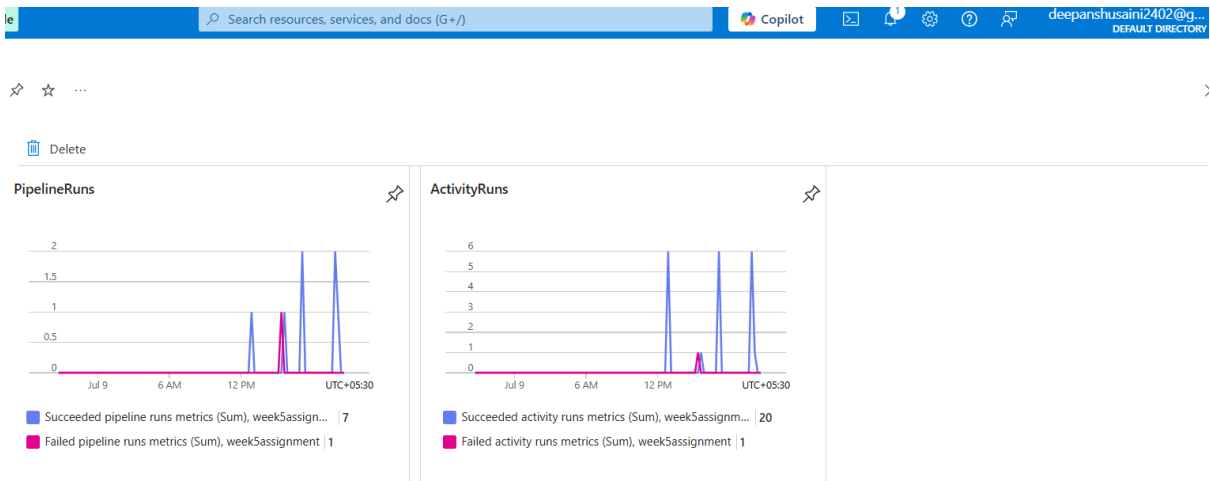 le
Search resources, services, and docs (G+/)
Copilot
1
deepanshusaini2402@g...
DEFAULT DIRECTORY
Delete
PipelineRuns
2
1.5
1
0.5
0
Jul 9 6 AM 12 PM UTC+05:30
Succeeded pipeline runs metrics (Sum), week5assign... 7
Failed pipeline runs metrics (Sum), week5assignment 1
ActivityRuns
6
5
4
3
2
1
0
Jul 9 6 AM 12 PM UTC+05:30
Succeeded activity runs metrics (Sum), week5assignm... 20
Failed activity runs metrics (Sum), week5assignment 1